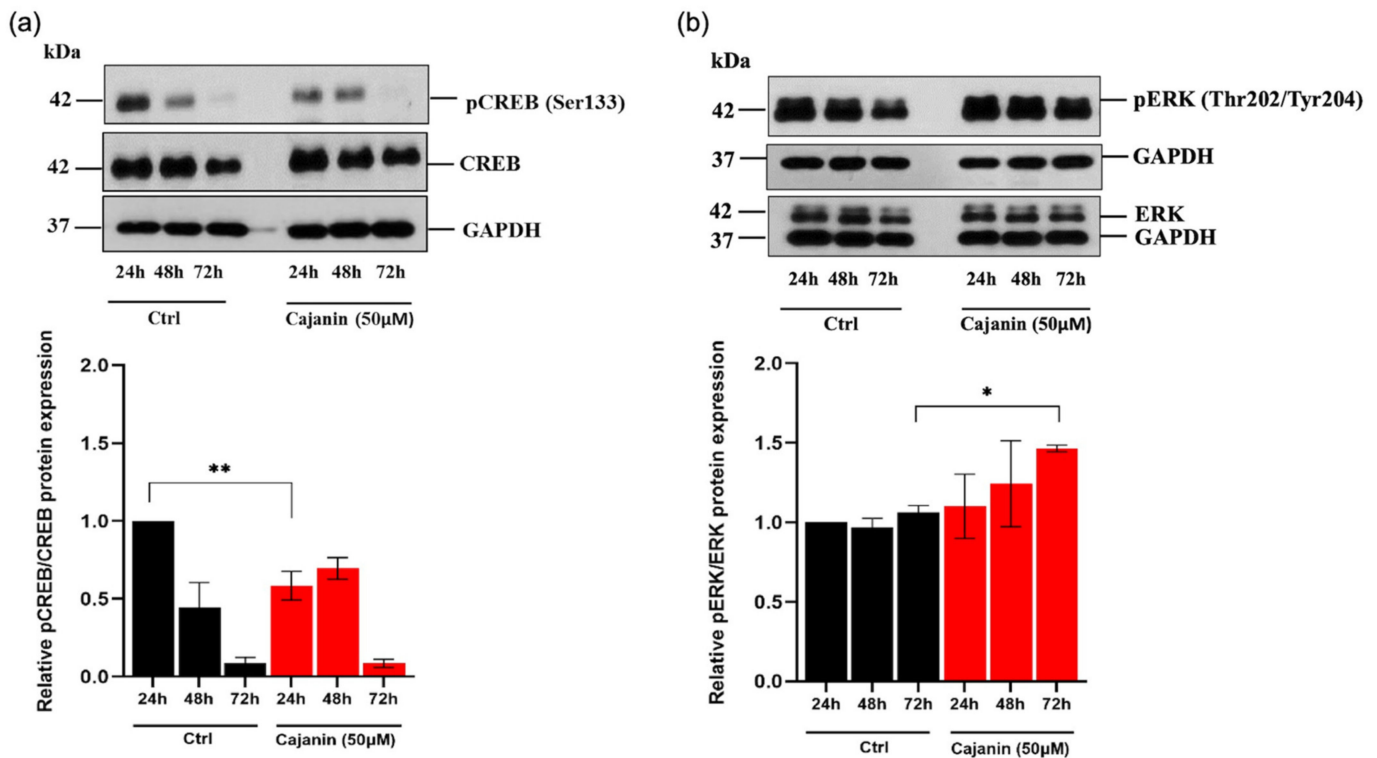 (a)
kDa
42
pCREB (Ser133)
42
CREB
37
GAPDH
24h 48h 72h 24h 48h 72h
Ctrl Cajanin (50μM)
Relative pCREB/CREB protein expression
2.0
1.5
**
1.0
0.5
0.0
24h 48h 72h 24h 48h 72h
Ctrl Cajanin (50μM)
(b)
kDa
42
pERK (Thr202/Tyr204)
37
GAPDH
42
ERK
37
GAPDH
24h 48h 72h 24h 48h 72h
Ctrl Cajanin (50μM)
Relative pERK/ERK protein expression
2.0
*
1.5
1.0
0.5
0.0
24h 48h 72h 24h 48h 72h
Ctrl Cajanin (50μM)